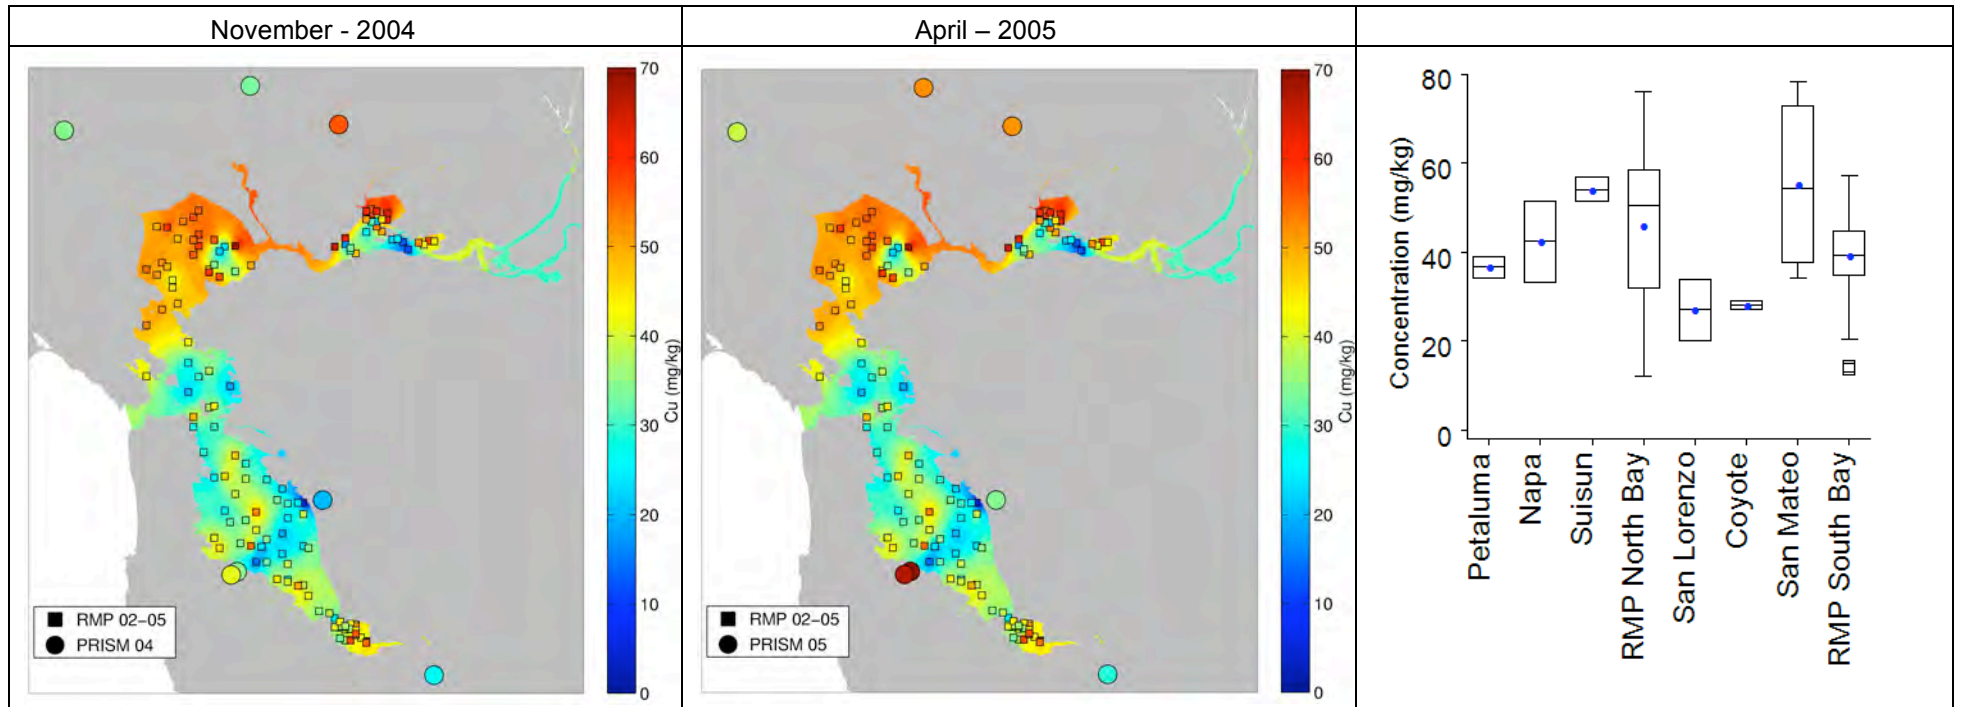 November - 2004
April – 2005
70
60
50
40
30
20
10
0
Cu (mg/kg)
RMP 02–05
PRISM 04
70
60
50
40
30
20
10
0
Cu (mg/kg)
RMP 02–05
PRISM 05
80
60
40
20
0
Concentration (mg/kg)
Petaluma
Napa
Suisun
RMP North Bay
San Lorenzo
Coyote
San Mateo
RMP South Bay